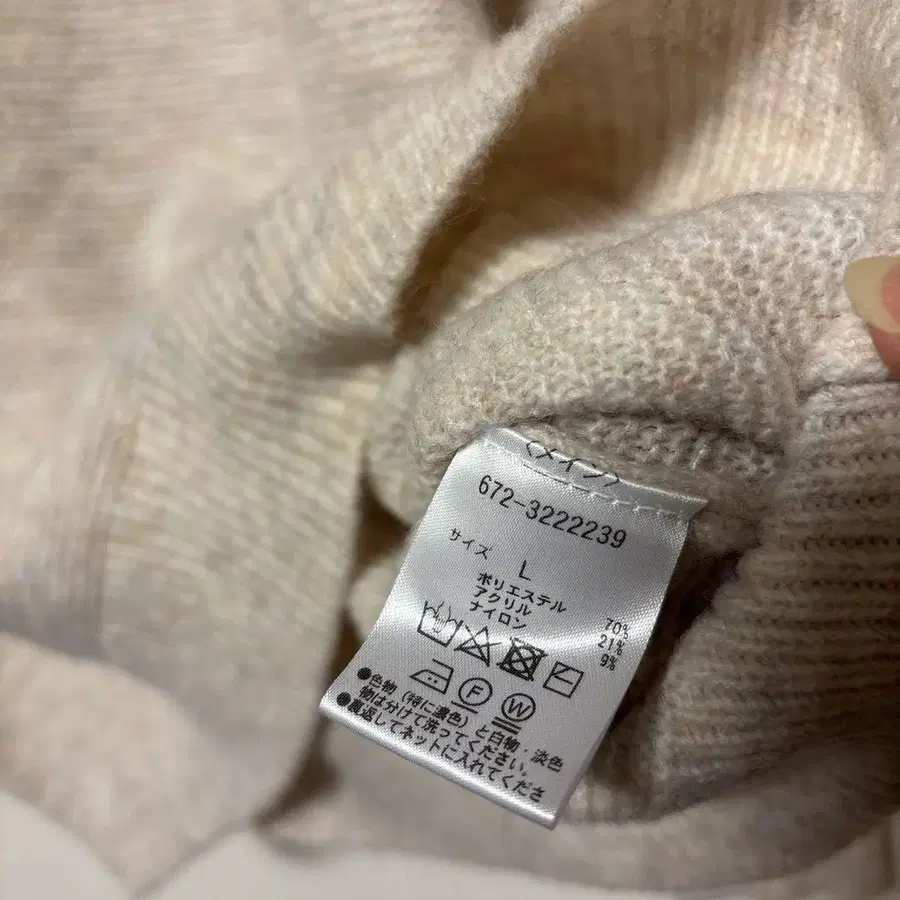 〈メイン〉
672-3222239
サイズ
L
ポリエステル 70%
アクリル 21%
ナイロン 9%
F W
●色物(特に濃色)と白物・淡色
物は分けて洗ってください。
●裏返してネットに入れてくださ